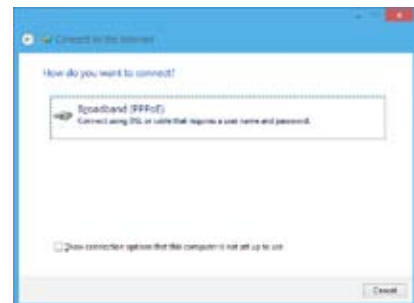 Connect to the Internet
How do you want to connect?
Broadband (PPPoE)
Connect using DSL or cable that requires a user name and password.
Show connection options that this computer is not set up to use
Cancel